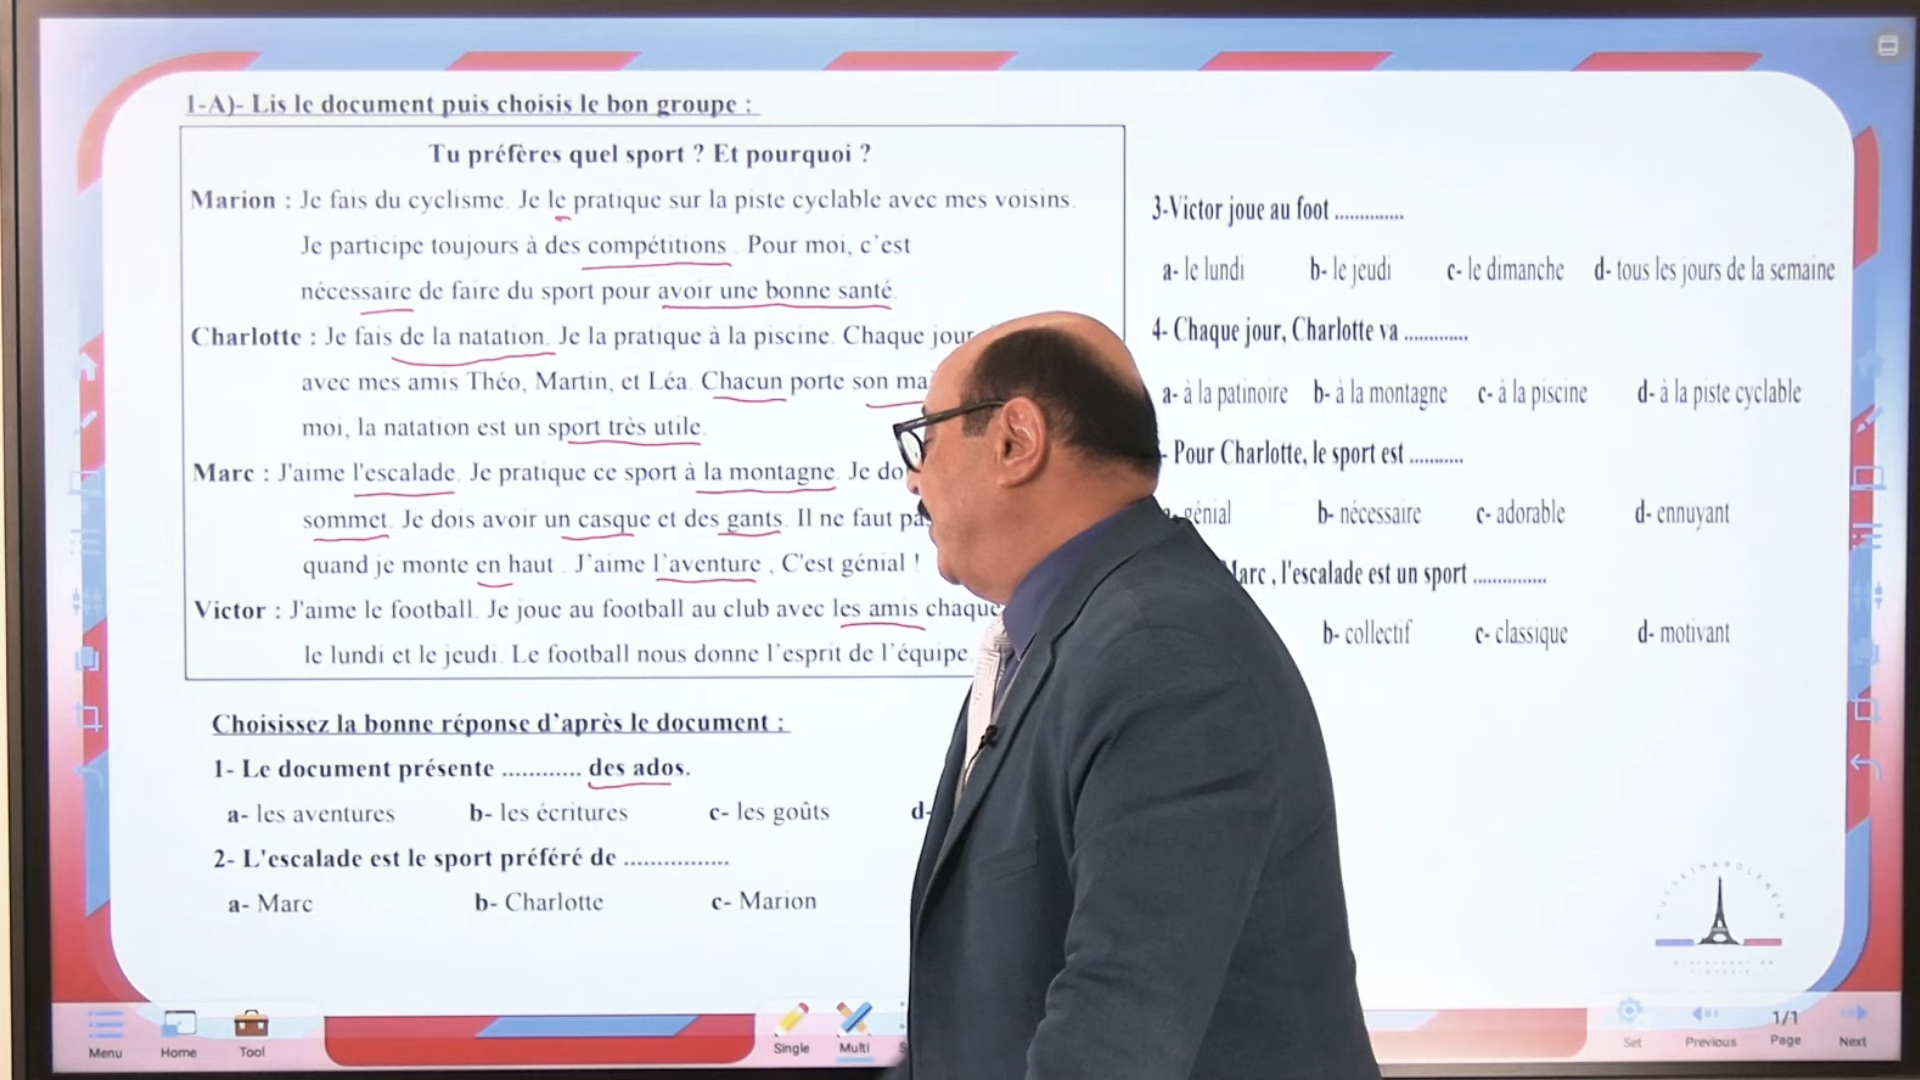 1-A)- Lis le document puis choisis le bon groupe :
Tu préfères quel sport ? Et pourquoi ?
Marion : Je fais du cyclisme. Je le pratique sur la piste cyclable avec mes voisins.
Je participe toujours à des compétitions . Pour moi, c'est
nécessaire de faire du sport pour avoir une bonne santé.
Charlotte : Je fais de la natation. Je la pratique à la piscine. Chaque jour
avec mes amis Théo, Martin, et Léa. Chacun porte son
moi, la natation est un sport très utile.
Marc : J'aime l'escalade. Je pratique ce sport à la montagne. Je
sommet. Je dois avoir un casque et des gants. Il ne faut
quand je monte en haut . J'aime l'aventure , C'est génial !
Victor : J'aime le football. Je joue au football au club avec les amis chaque
le lundi et le jeudi. Le football nous donne l'esprit de l'équipe.
Choisissez la bonne réponse d'après le document :
1- Le document présente ............ des ados.
a- les aventures b- les écritures c- les goûts d-
2- L'escalade est le sport préféré de ................
a- Marc b- Charlotte c- Marion
3-Victor joue au foot ..............
a- le lundi b- le jeudi c- le dimanche d- tous les jours de la semaine
4- Chaque jour, Charlotte va .............
a- à la patinoire b- à la montagne c- à la piscine d- à la piste cyclable
- Pour Charlotte, le sport est ...........
génial b- nécessaire c- adorable d- ennuyant
Marc , l'escalade est un sport ...............
b- collectif c- classique d- motivant
Menu Home Tool Single Multi Set Previous 1/1 Page Next